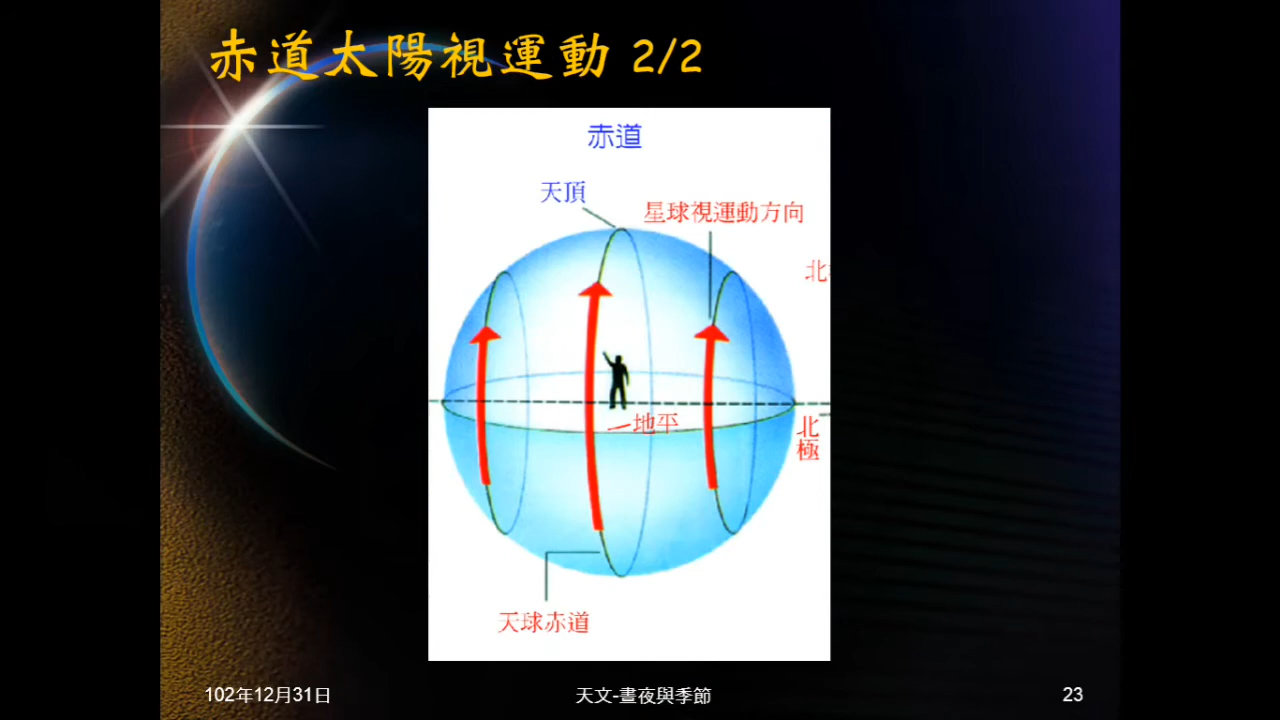 赤道太陽視運動 2/2
赤道
天頂
星球視運動方向
北
地平
北極
天球赤道
102年12月31日
天文-晝夜與季節
23